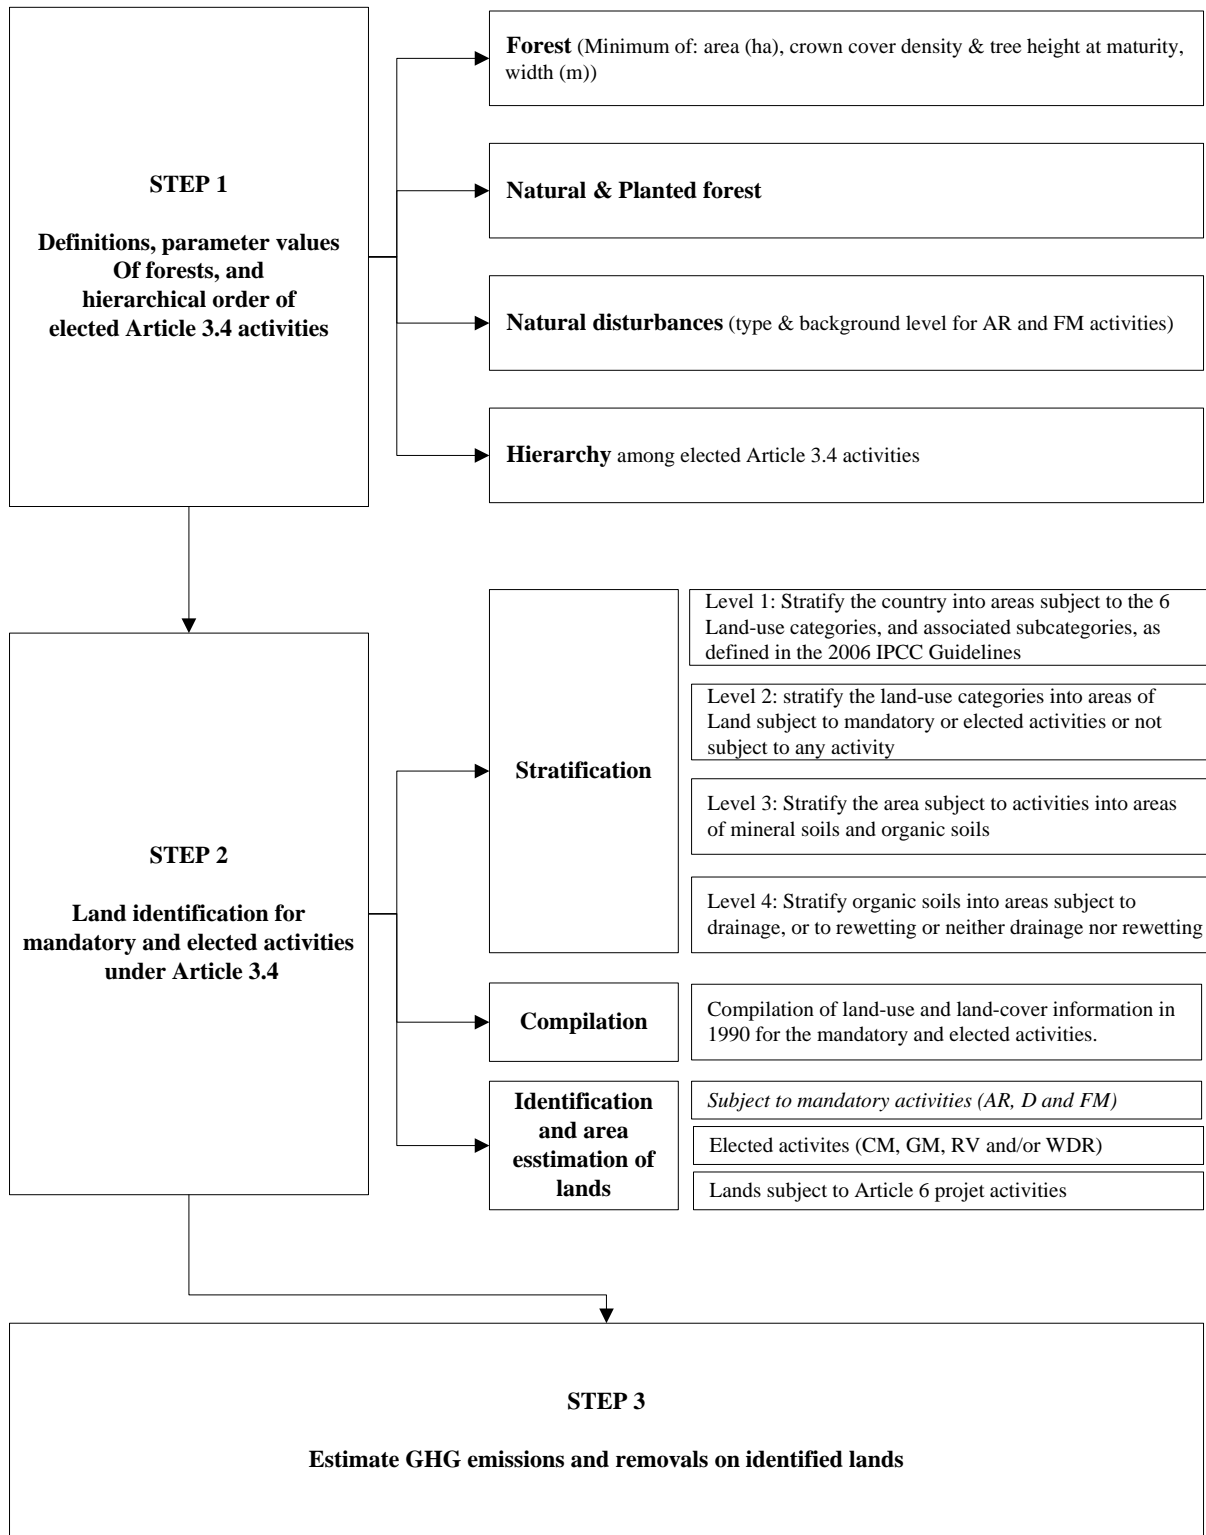 STEP 1
Definitions, parameter values
Of forests, and
hierarchical order of
elected Article 3.4 activities
Forest (Minimum of: area (ha), crown cover density & tree height at maturity,
width (m))
Natural & Planted forest
Natural disturbances (type & background level for AR and FM activities)
Hierarchy among elected Article 3.4 activities
STEP 2
Land identification for
mandatory and elected activities
under Article 3.4
Stratification
Level 1: Stratify the country into areas subject to the 6
Land-use categories, and associated subcategories, as
defined in the 2006 IPCC Guidelines
Level 2: stratify the land-use categories into areas of
Land subject to mandatory or elected activities or not
subject to any activity
Level 3: Stratify the area subject to activities into areas
of mineral soils and organic soils
Level 4: Stratify organic soils into areas subject to
drainage, or to rewetting or neither drainage nor rewetting
Compilation
Compilation of land-use and land-cover information in
1990 for the mandatory and elected activities.
Identification
and area
esstimation of
lands
Subject to mandatory activities (AR, D and FM)
Elected activites (CM, GM, RV and/or WDR)
Lands subject to Article 6 projet activities
STEP 3
Estimate GHG emissions and removals on identified lands